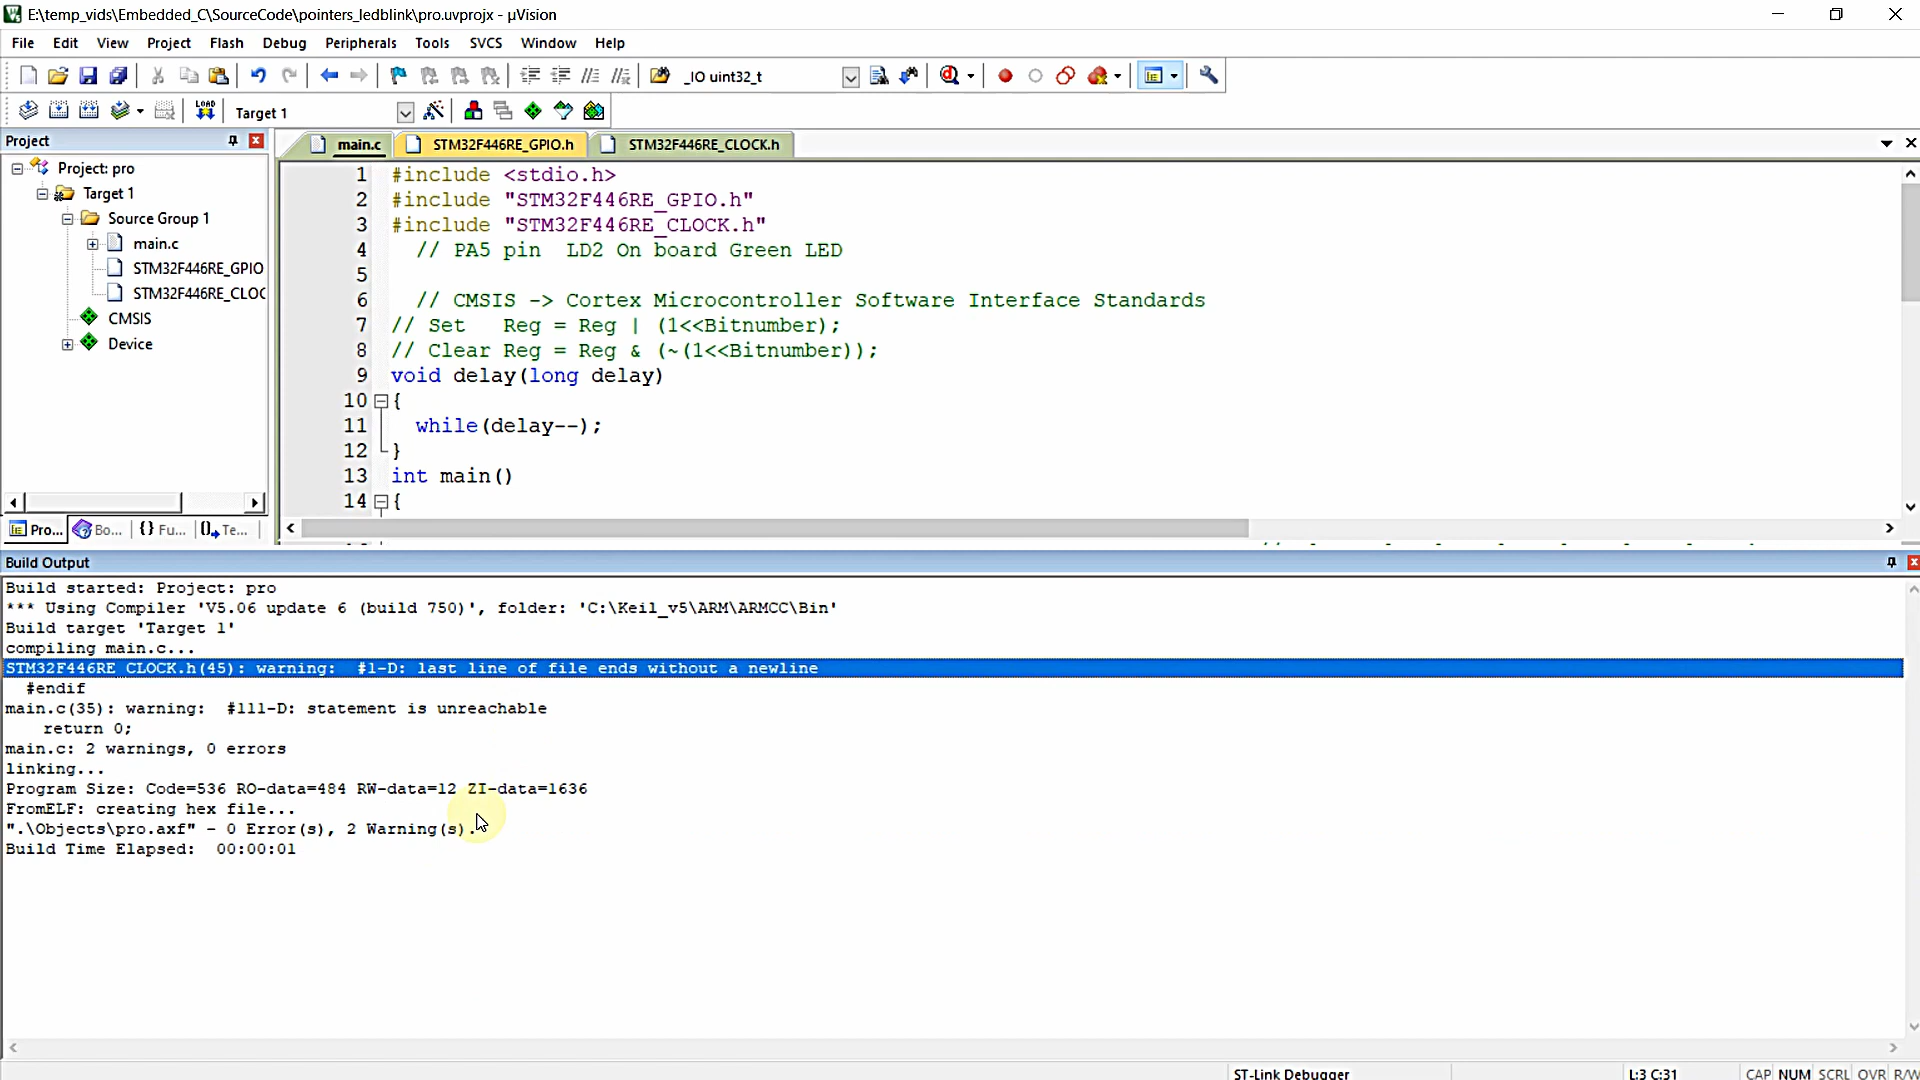 E:\temp_vids\Embedded_C\SourceCode\pointers_ledblink\pro.uvprojx - µVision
File Edit View Project Flash Debug Peripherals Tools SVCS Window Help
_IO uint32_t
LOAD Target 1
Project
main.c STM32F446RE_GPIO.h STM32F446RE_CLOCK.h
Project: pro
Target 1
Source Group 1
main.c
STM32F446RE_GPIO
STM32F446RE_CLOC
CMSIS
Device
Pro... Bo... {} Fu... Te...
1 #include <stdio.h>
2 #include "STM32F446RE_GPIO.h"
3 #include "STM32F446RE_CLOCK.h"
4 // PA5 pin LD2 On board Green LED
5
6 // CMSIS -> Cortex Microcontroller Software Interface Standards
7 // Set Reg = Reg | (1<<Bitnumber);
8 // Clear Reg = Reg & (~(1<<Bitnumber));
9 void delay(long delay)
10 {
11 while(delay--);
12 }
13 int main()
14 {
Build Output
Build started: Project: pro
*** Using Compiler 'V5.06 update 6 (build 750)', folder: 'C:\Keil_v5\ARM\ARMCC\Bin'
Build target 'Target 1'
compiling main.c...
STM32F446RE_CLOCK.h(45): warning: #1-D: last line of file ends without a newline
#endif
main.c(35): warning: #111-D: statement is unreachable
return 0;
main.c: 2 warnings, 0 errors
linking...
Program Size: Code=536 RO-data=484 RW-data=12 ZI-data=1636
FromELF: creating hex file...
".\Objects\pro.axf" - 0 Error(s), 2 Warning(s).
Build Time Elapsed: 00:00:01
ST-Link Debugger L:3 C:31 CAP NUM SCRL OVR R/W